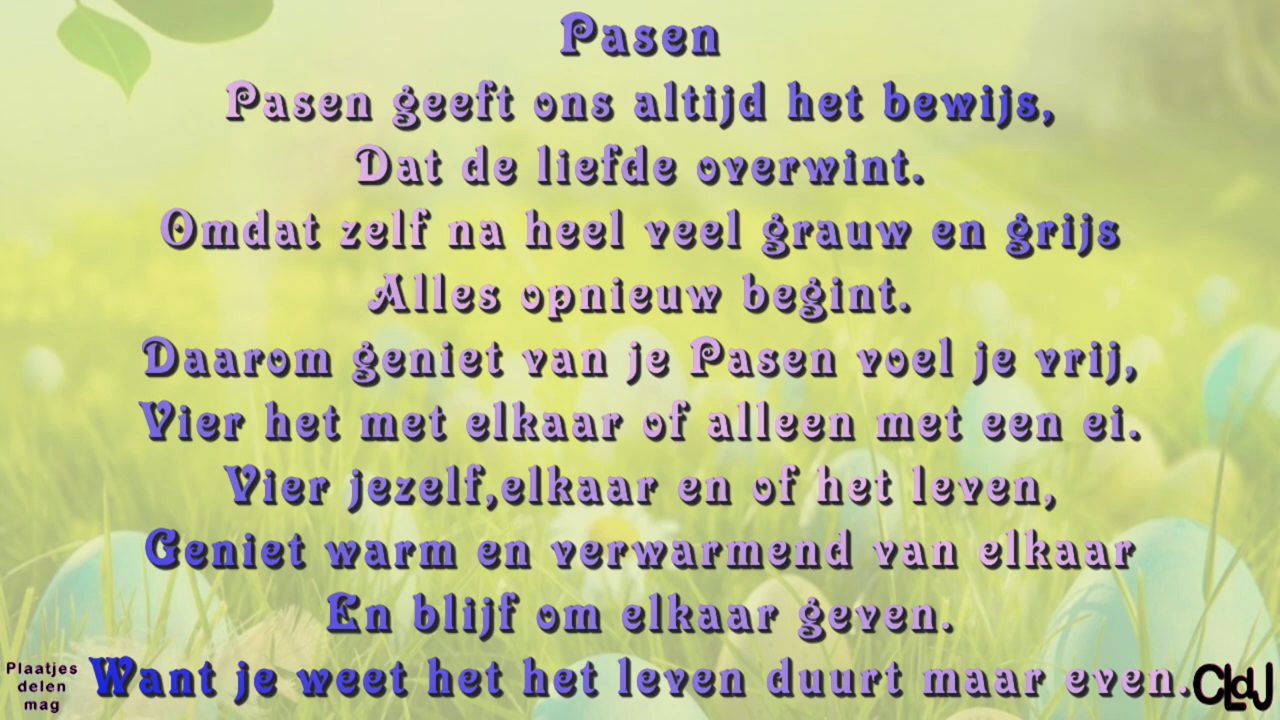 Pasen
Pasen geeft ons altijd het bewijs,
Dat de liefde overwint.
Omdat zelf na heel veel grauw en grijs
Alles opnieuw begint.
Daarom geniet van je Pasen voel je vrij,
Vier het met elkaar of alleen met een ei.
Vier jezelf,elkaar en of het leven,
Geniet warm en verwarmend van elkaar
En blijf om elkaar geven.
Want je weet het het leven duurt maar even.
Plaatjes
delen
mag
CLdJ